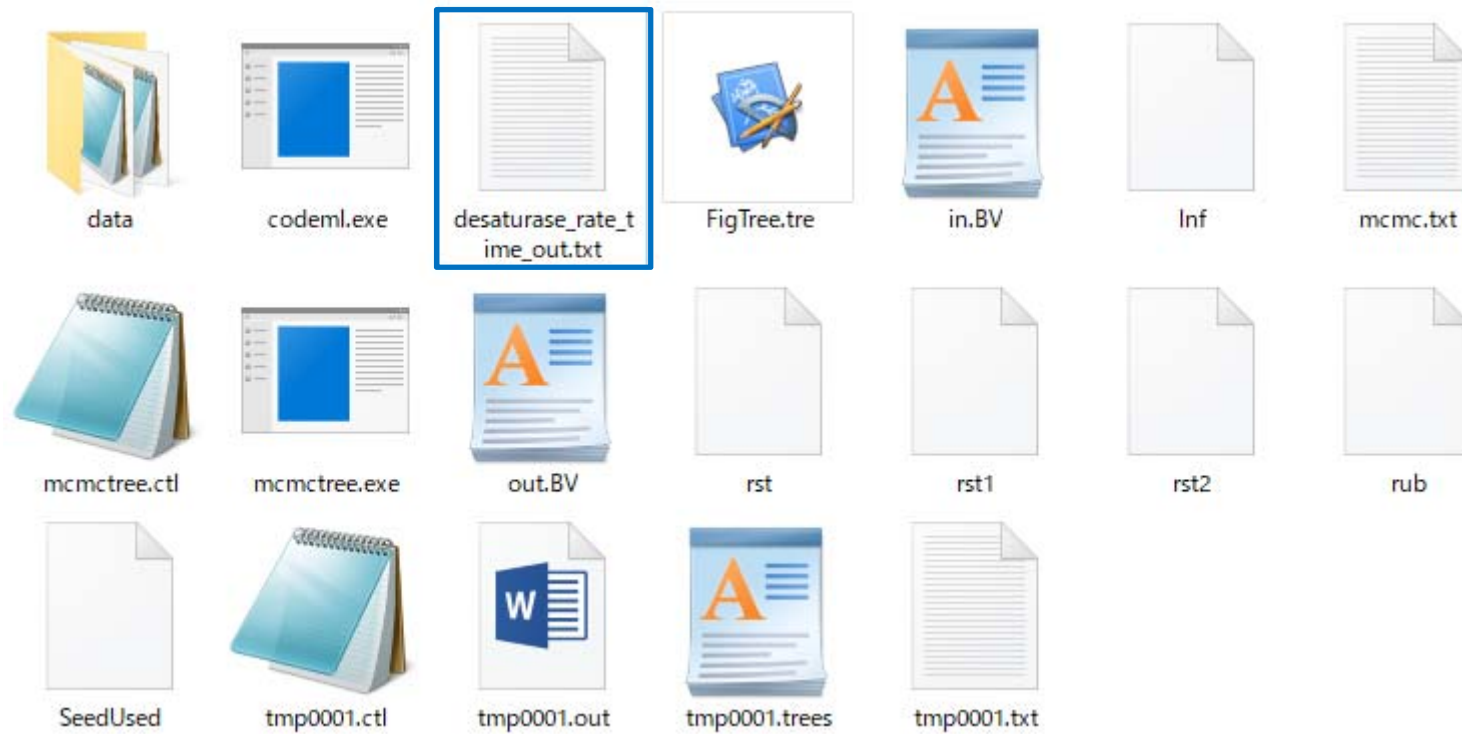 data
codeml.exe
desaturase_rate_t
ime_out.txt
FigTree.tre
in.BV
Inf
mcmc.txt
mcmctree.ctl
mcmctree.exe
out.BV
rst
rst1
rst2
rub
SeedUsed
tmp0001.ctl
W
tmp0001.out
tmp0001.trees
tmp0001.txt